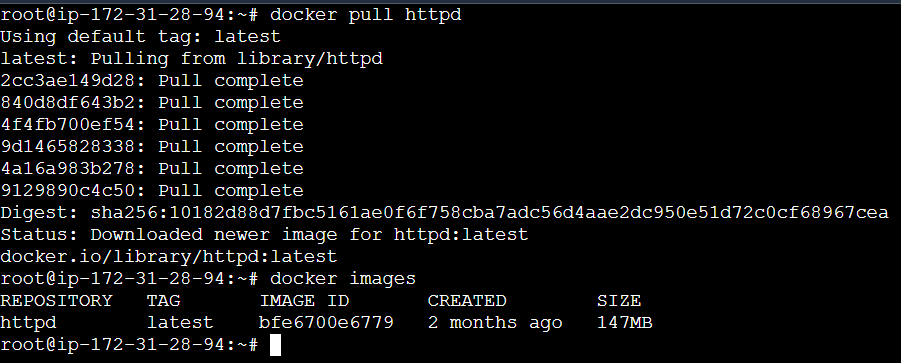 root@ip-172-31-28-94:~# docker pull httpd
Using default tag: latest
latest: Pulling from library/httpd
2cc3ae149d28: Pull complete
840d8df643b2: Pull complete
4f4fb700ef54: Pull complete
9d1465828338: Pull complete
4a16a983b278: Pull complete
9129890c4c50: Pull complete
Digest: sha256:10182d88d7fbc5161ae0f6f758cba7adc56d4aae2dc950e51d72c0cf68967cea
Status: Downloaded newer image for httpd:latest
docker.io/library/httpd:latest
root@ip-172-31-28-94:~# docker images
REPOSITORY   TAG       IMAGE ID       CREATED        SIZE
httpd        latest    bfe6700e6779   2 months ago   147MB
root@ip-172-31-28-94:~#